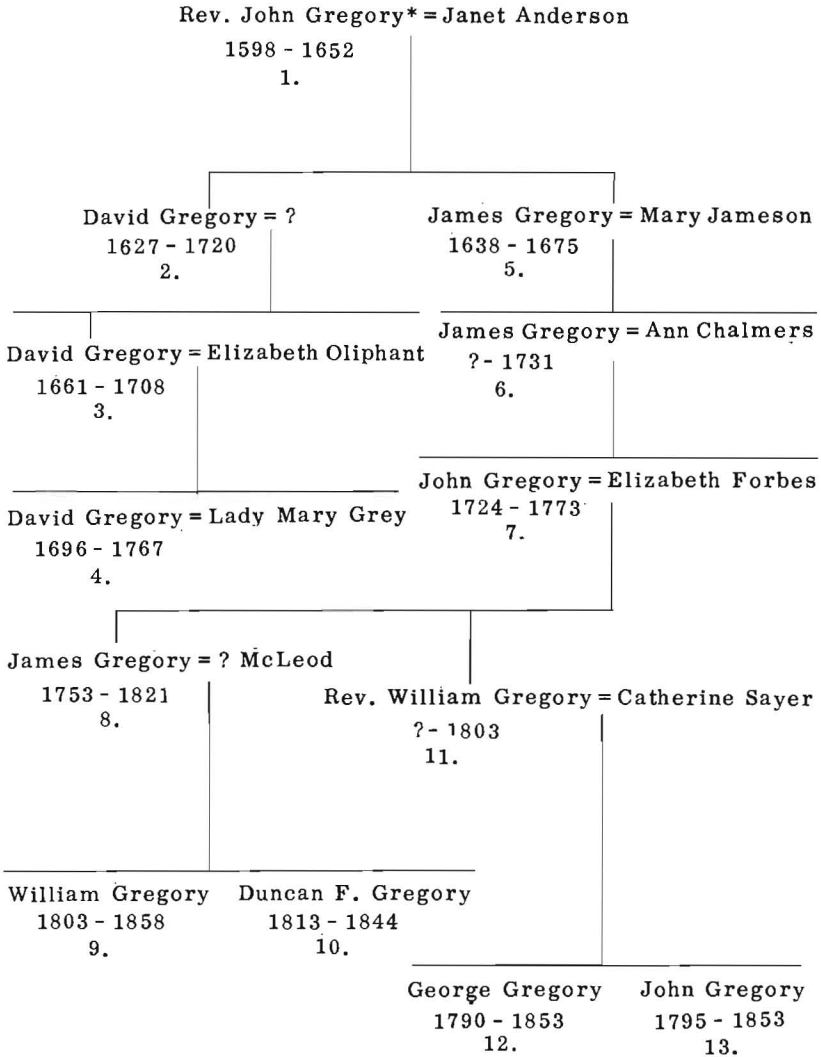 Rev. John Gregory* = Janet Anderson
1598 - 1652
1.
David Gregory = ?
1627 - 1720
2.
James Gregory = Mary Jameson
1638 - 1675
5.
David Gregory = Elizabeth Oliphant
1661 - 1708
3.
James Gregory = Ann Chalmers
? - 1731
6.
David Gregory = Lady Mary Grey
1696 - 1767
4.
John Gregory = Elizabeth Forbes
1724 - 1773
7.
James Gregory = ? McLeod
1753 - 1821
8.
Rev. William Gregory = Catherine Sayer
? - 1803
11.
William Gregory
1803 - 1858
9.
Duncan F. Gregory
1813 - 1844
10.
George Gregory
1790 - 1853
12.
John Gregory
1795 - 1853
13.